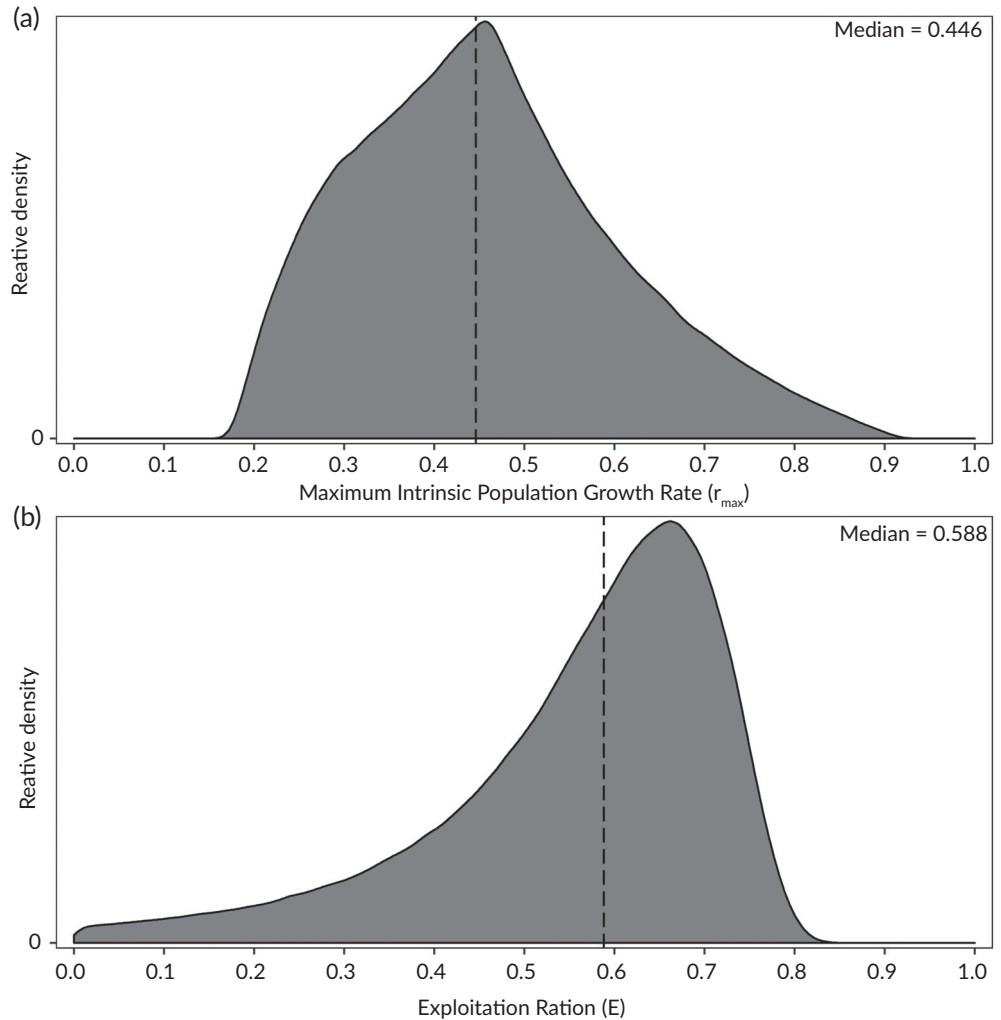 (a)
Median = 0.446
Reative density
0
0.0 0.1 0.2 0.3 0.4 0.5 0.6 0.7 0.8 0.9 1.0
Maximum Intrinsic Population Growth Rate (rmax)
(b)
Median = 0.588
Reative density
0
0.0 0.1 0.2 0.3 0.4 0.5 0.6 0.7 0.8 0.9 1.0
Exploitation Ration (E)